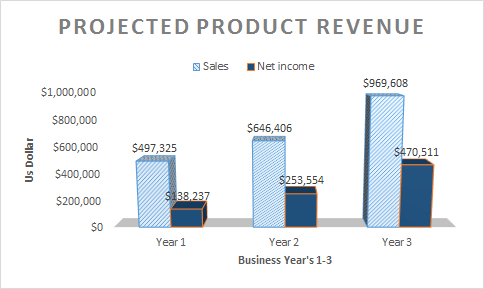 PROJECTED PRODUCT REVENUE
Sales Net income
Us Dollar
$1,000,000
$800,000
$600,000
$400,000
$200,000
$0
$497,325
$138,237
$646,406
$253,554
$969,608
$470,511
Year 1 Year 2 Year 3
Business Year's 1-3